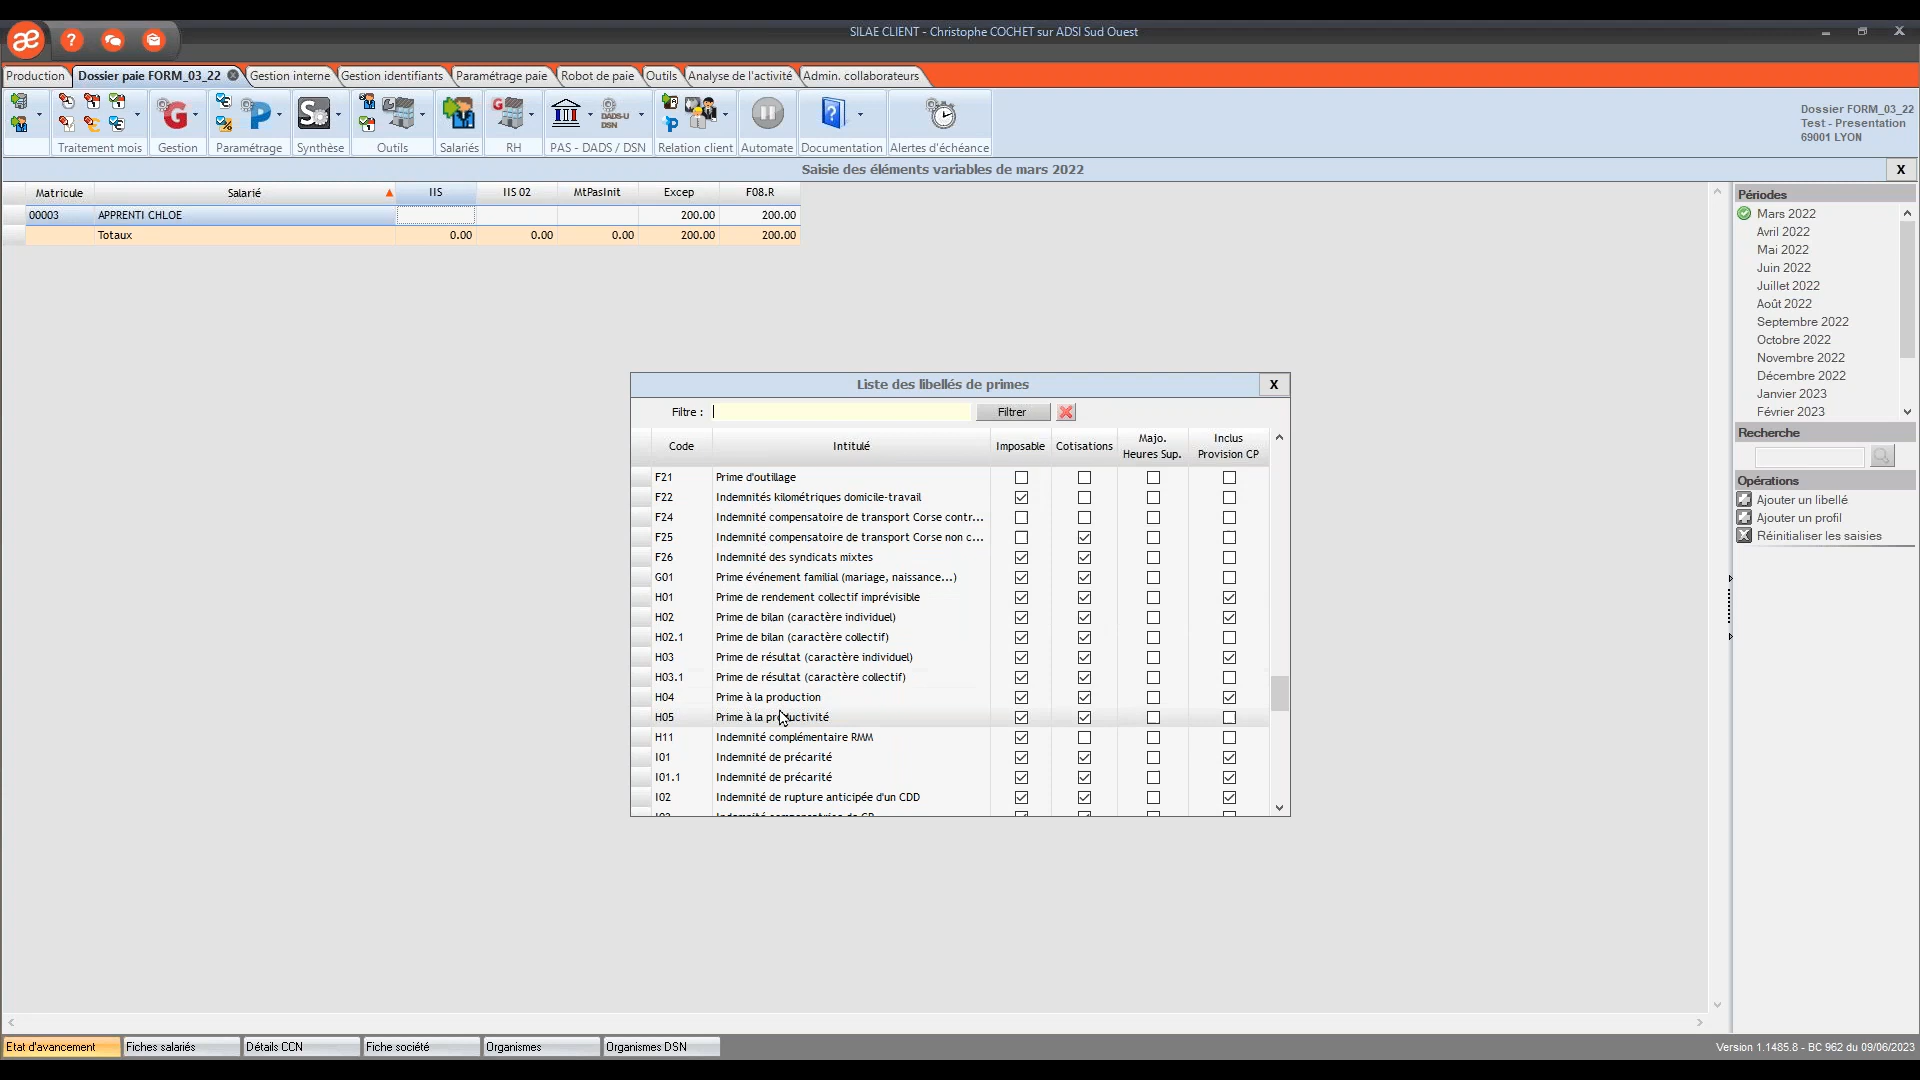 SILAE CLIENT - Christophe COCHET sur ADSI Sud Ouest
Production Dossier paie FORM_03_22 Gestion interne Gestion identifiants Paramétrage paie Robot de paie Outils Analyse de l'activité Admin. collaborateurs
DADS-U
DSN
Traitement mois Gestion Paramétrage Synthèse Outils Salariés RH PAS - DADS / DSN Relation client Automate Documentation Alertes d'échéance
Dossier FORM_03_22
Test - Presentation
69001 LYON
Saisie des éléments variables de mars 2022 X
Matricule Salarié IIS IIS 02 MtPasInit Excep F08.R
00003 APPRENTI CHLOE 200.00 200.00
Totaux 0.00 0.00 0.00 200.00 200.00
Liste des libellés de primes X
Filtre : Filtrer
Code Intitulé Imposable Cotisations Majo. Heures Sup. Inclus Provision CP
F21 Prime d'outillage
F22 Indemnités kilométriques domicile-travail
F24 Indemnité compensatoire de transport Corse contr...
F25 Indemnité compensatoire de transport Corse non c...
F26 Indemnité des syndicats mixtes
G01 Prime événement familial (mariage, naissance...)
H01 Prime de rendement collectif imprévisible
H02 Prime de bilan (caractère individuel)
H02.1 Prime de bilan (caractère collectif)
H03 Prime de résultat (caractère individuel)
H03.1 Prime de résultat (caractère collectif)
H04 Prime à la production
H05 Prime à la productivité
H11 Indemnité complémentaire RMM
I01 Indemnité de précarité
I01.1 Indemnité de précarité
I02 Indemnité de rupture anticipée d'un CDD
Périodes
Mars 2022
Avril 2022
Mai 2022
Juin 2022
Juillet 2022
Août 2022
Septembre 2022
Octobre 2022
Novembre 2022
Décembre 2022
Janvier 2023
Février 2023
Recherche
Opérations
Ajouter un libellé
Ajouter un profil
Réinitialiser les saisies
Etat d'avancement Fiches salariés Détails CCN Fiche société Organismes Organismes DSN
Version 1.1485.8 - BC 962 du 09/06/2023